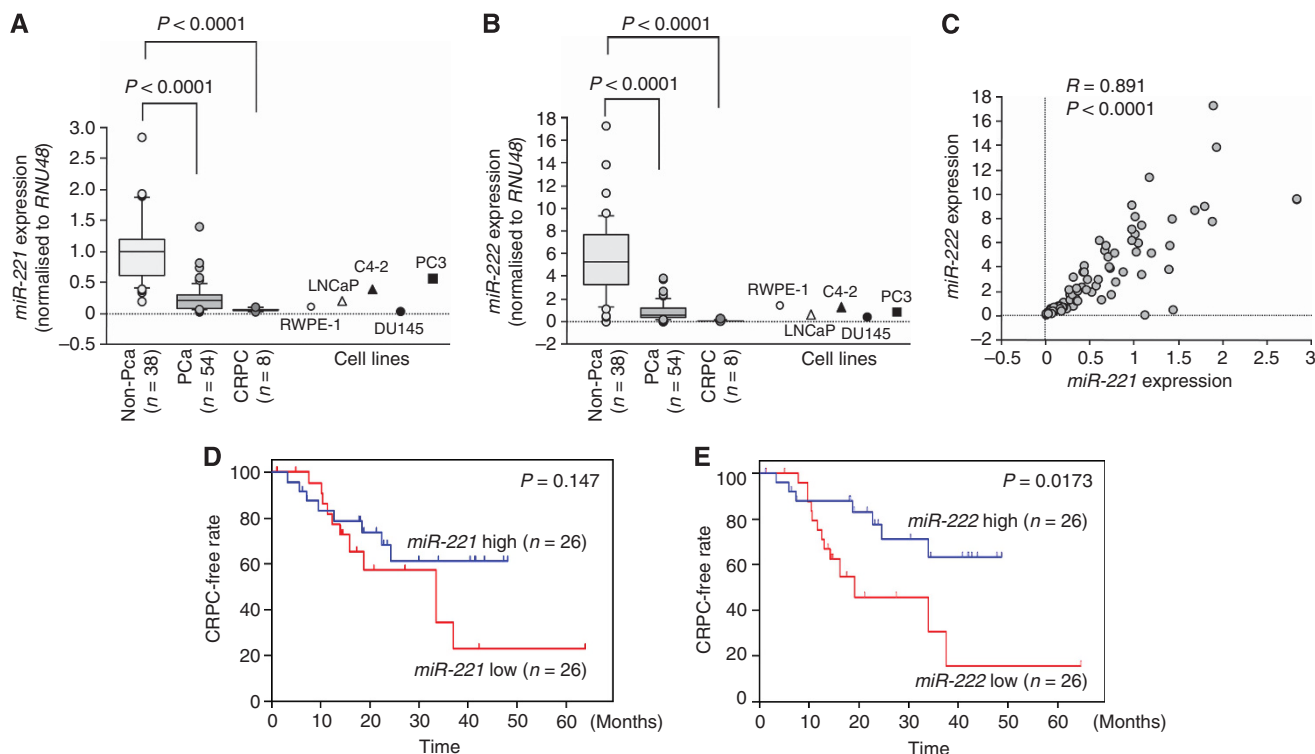 A
P < 0.0001
P < 0.0001
miR-221 expression
(normalised to RNU48)
3.0
2.5
2.0
1.5
1.0
0.5
0
–0.5
RWPE-1
LNCaP
C4-2
DU145
PC3
Non-Pca
(n = 38)
PCa
(n = 54)
CRPC
(n = 8)
Cell lines
B
P < 0.0001
P < 0.0001
miR-222 expression
(normalised to RNU48)
18
16
14
12
10
8
6
4
2
0
–2
RWPE-1
LNCaP
C4-2
DU145
PC3
Non-Pca
(n = 38)
PCa
(n = 54)
CRPC
(n = 8)
Cell lines
C
R = 0.891
P < 0.0001
miR-222 expression
18
16
14
12
10
8
6
4
2
0
–2
–0.5
0
0.5
1
1.5
2
2.5
3
miR-221 expression
D
P = 0.147
CRPC-free rate
100
80
60
40
20
0
miR-221 high (n = 26)
miR-221 low (n = 26)
0 10 20 30 40 50 60 (Months)
Time
E
P = 0.0173
CRPC-free rate
100
80
60
40
20
0
miR-222 high (n = 26)
miR-222 low (n = 26)
0 10 20 30 40 50 60 (Months)
Time